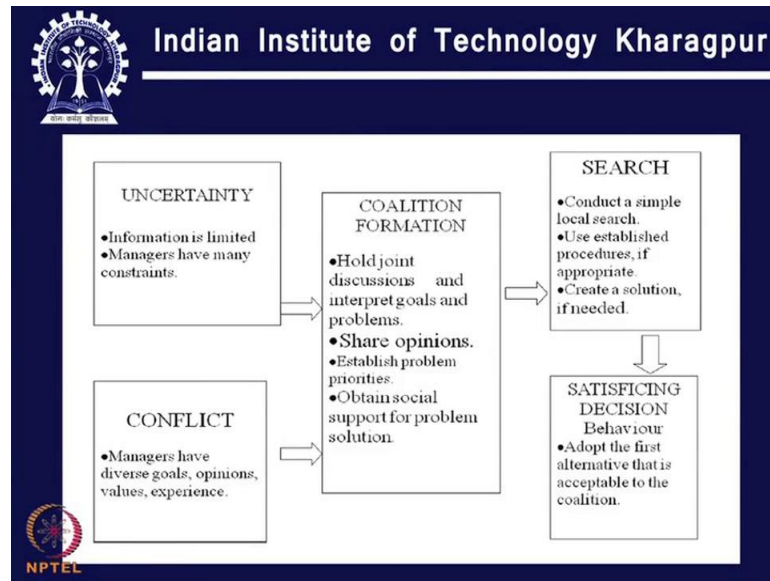 Indian Institute of Technology Kharagpur
UNCERTAINTY
●Information is limited
●Managers have many
constraints.
CONFLICT
●Managers have
diverse goals, opinions,
values, experience.
COALITION
FORMATION
●Hold joint
discussions and
interpret goals and
problems.
●Share opinions.
●Establish problem
priorities.
●Obtain social
support for problem
solution.
SEARCH
●Conduct a simple
local search.
●Use established
procedures, if
appropriate.
●Create a solution,
if needed.
SATISFICING
DECISION
Behaviour
●Adopt the first
alternative that is
acceptable to the
coalition.
NPTEL